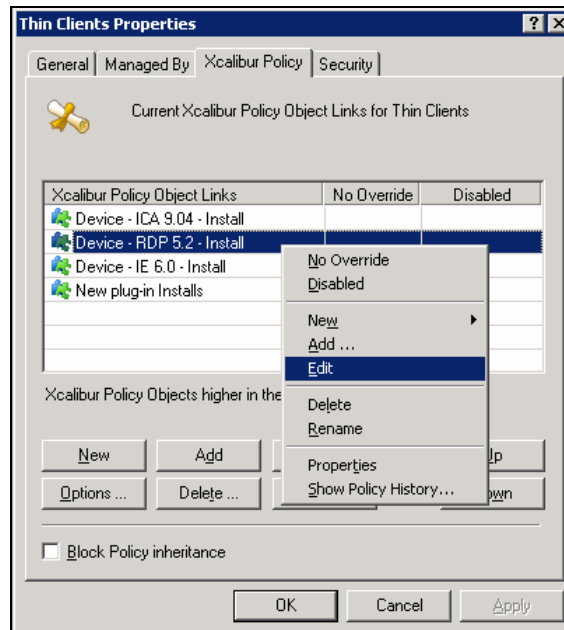 Thin Clients Properties
General Managed By Xcalibur Policy Security
Current Xcalibur Policy Object Links for Thin Clients
Xcalibur Policy Object Links No Override Disabled
Device - ICA 9.04 - Install
Device - RDP 5.2 - Install
Device - IE 6.0 - Install
New plug-in Installs
No Override
Disabled
New
Add ...
Edit
Delete
Rename
Properties
Show Policy History...
Xcalibur Policy Objects higher in the
New Add
Options ... Delete ...
Block Policy inheritance
OK Cancel Apply